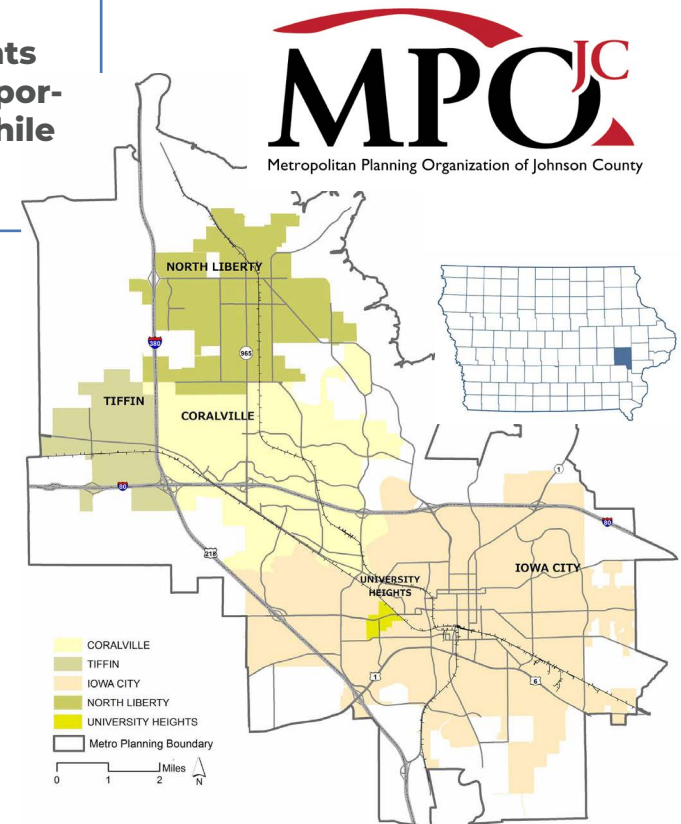 nts
por-
hile
MPO JC
Metropolitan Planning Organization of Johnson County
NORTH LIBERTY
380
965
TIFFIN
CORALVILLE
1
80
80
218
UNIVERSITY
HEIGHTS
IOWA CITY
1
6
CORALVILLE
TIFFIN
IOWA CITY
NORTH LIBERTY
UNIVERSITY HEIGHTS
Metro Planning Boundary
Miles
0 1 2
N